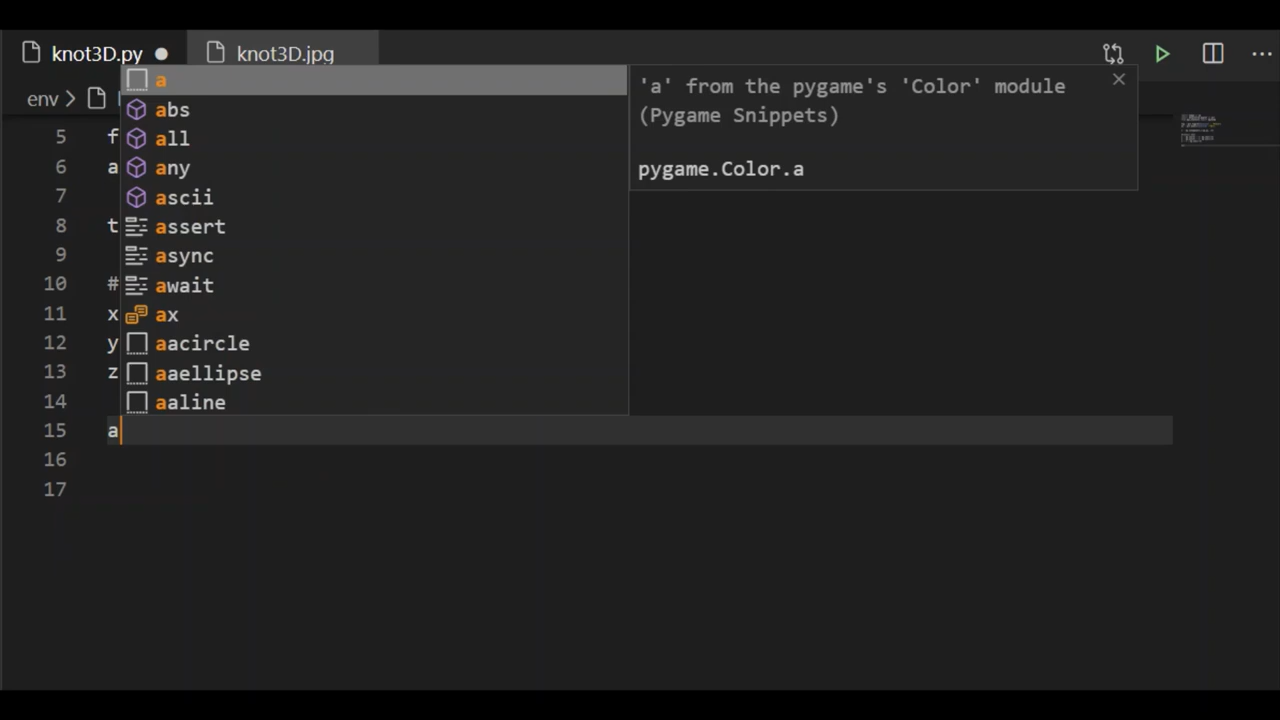 knot3D.py knot3D.jpg
env
5 f
6 a
7
8 t
9
10 #
11 x
12 y
13 z
14
15 a
16
17
a
abs
all
any
ascii
assert
async
await
ax
aacircle
aaellipse
aaline
'a' from the pygame's 'Color' module
(Pygame Snippets)
pygame.Color.a